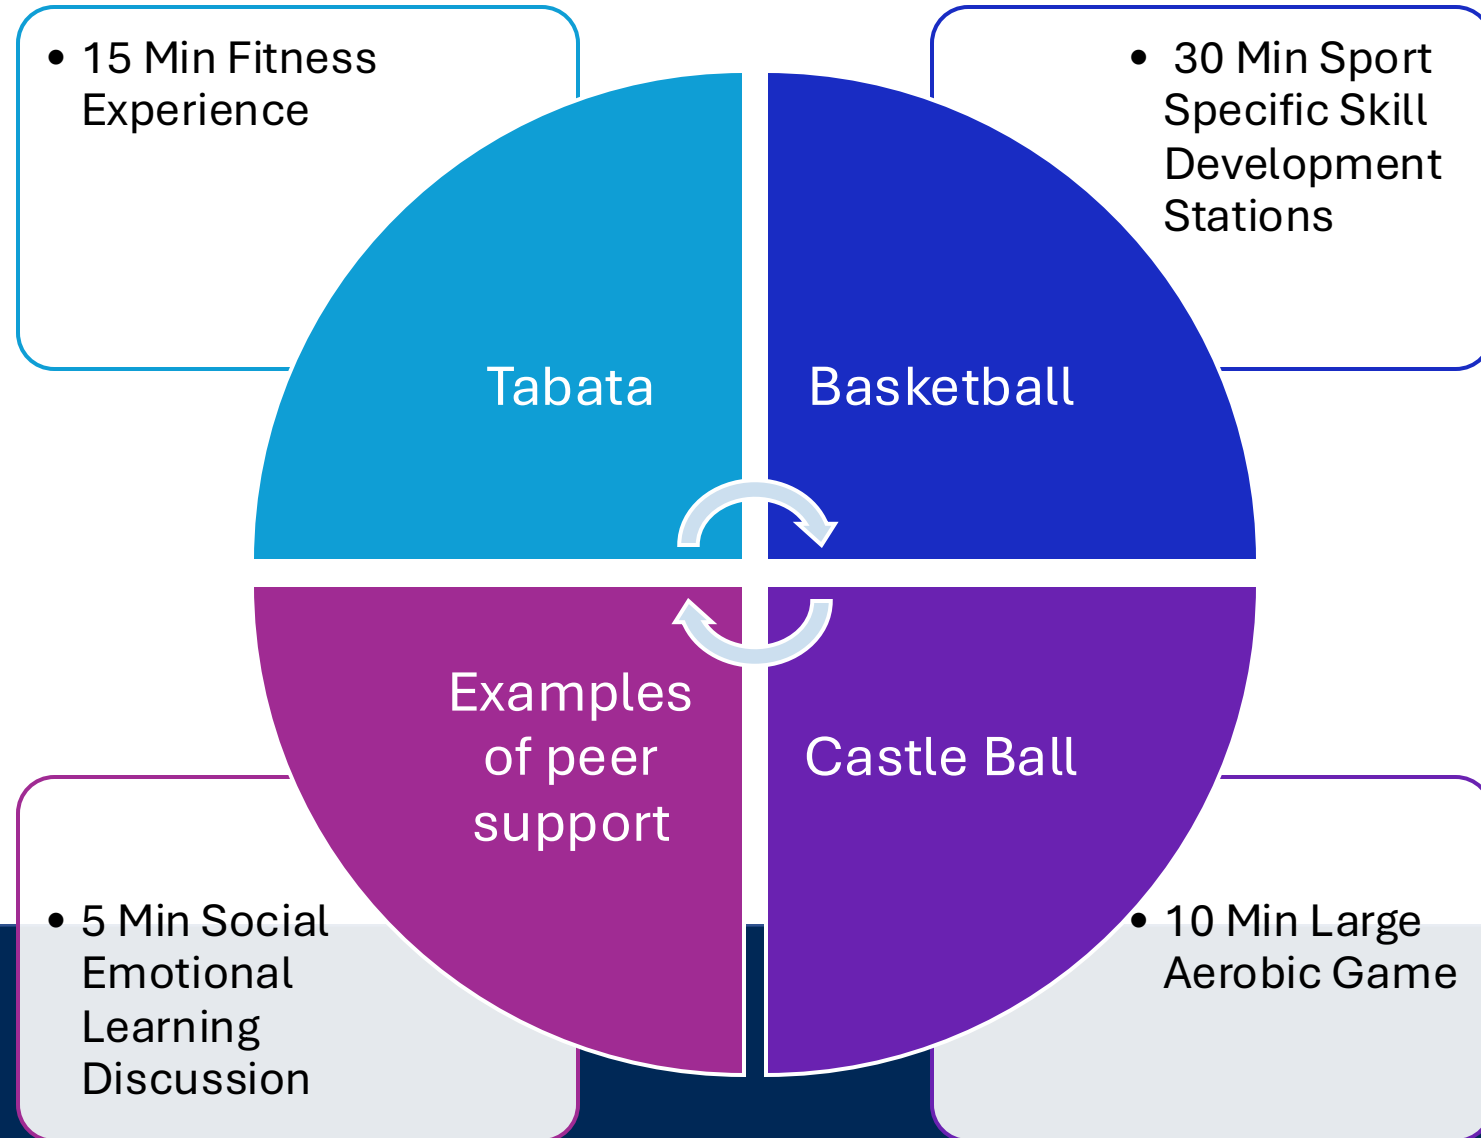 • 15 Min Fitness
Experience
• 30 Min Sport
Specific Skill
Development
Stations
Tabata
Basketball
Examples
of peer
support
Castle Ball
• 5 Min Social
Emotional
Learning
Discussion
• 10 Min Large
Aerobic Game